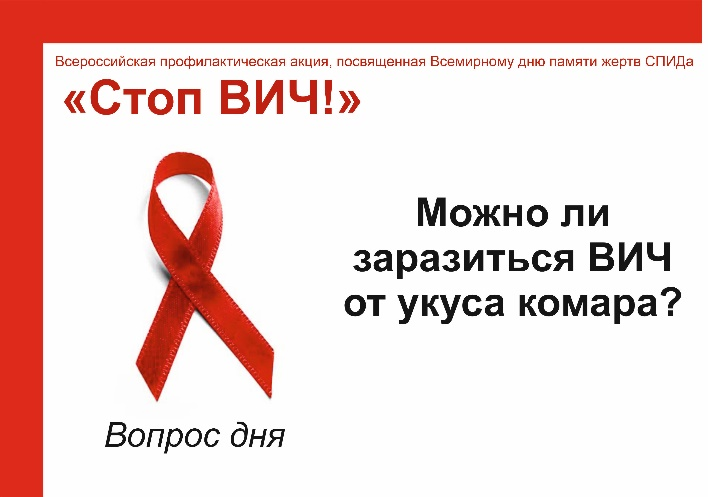 Всероссийская профилактическая акция, посвященная Всемирному дню памяти жертв СПИДа
«Стоп ВИЧ!»
Можно ли
заразиться ВИЧ
от укуса комара?
Вопрос дня